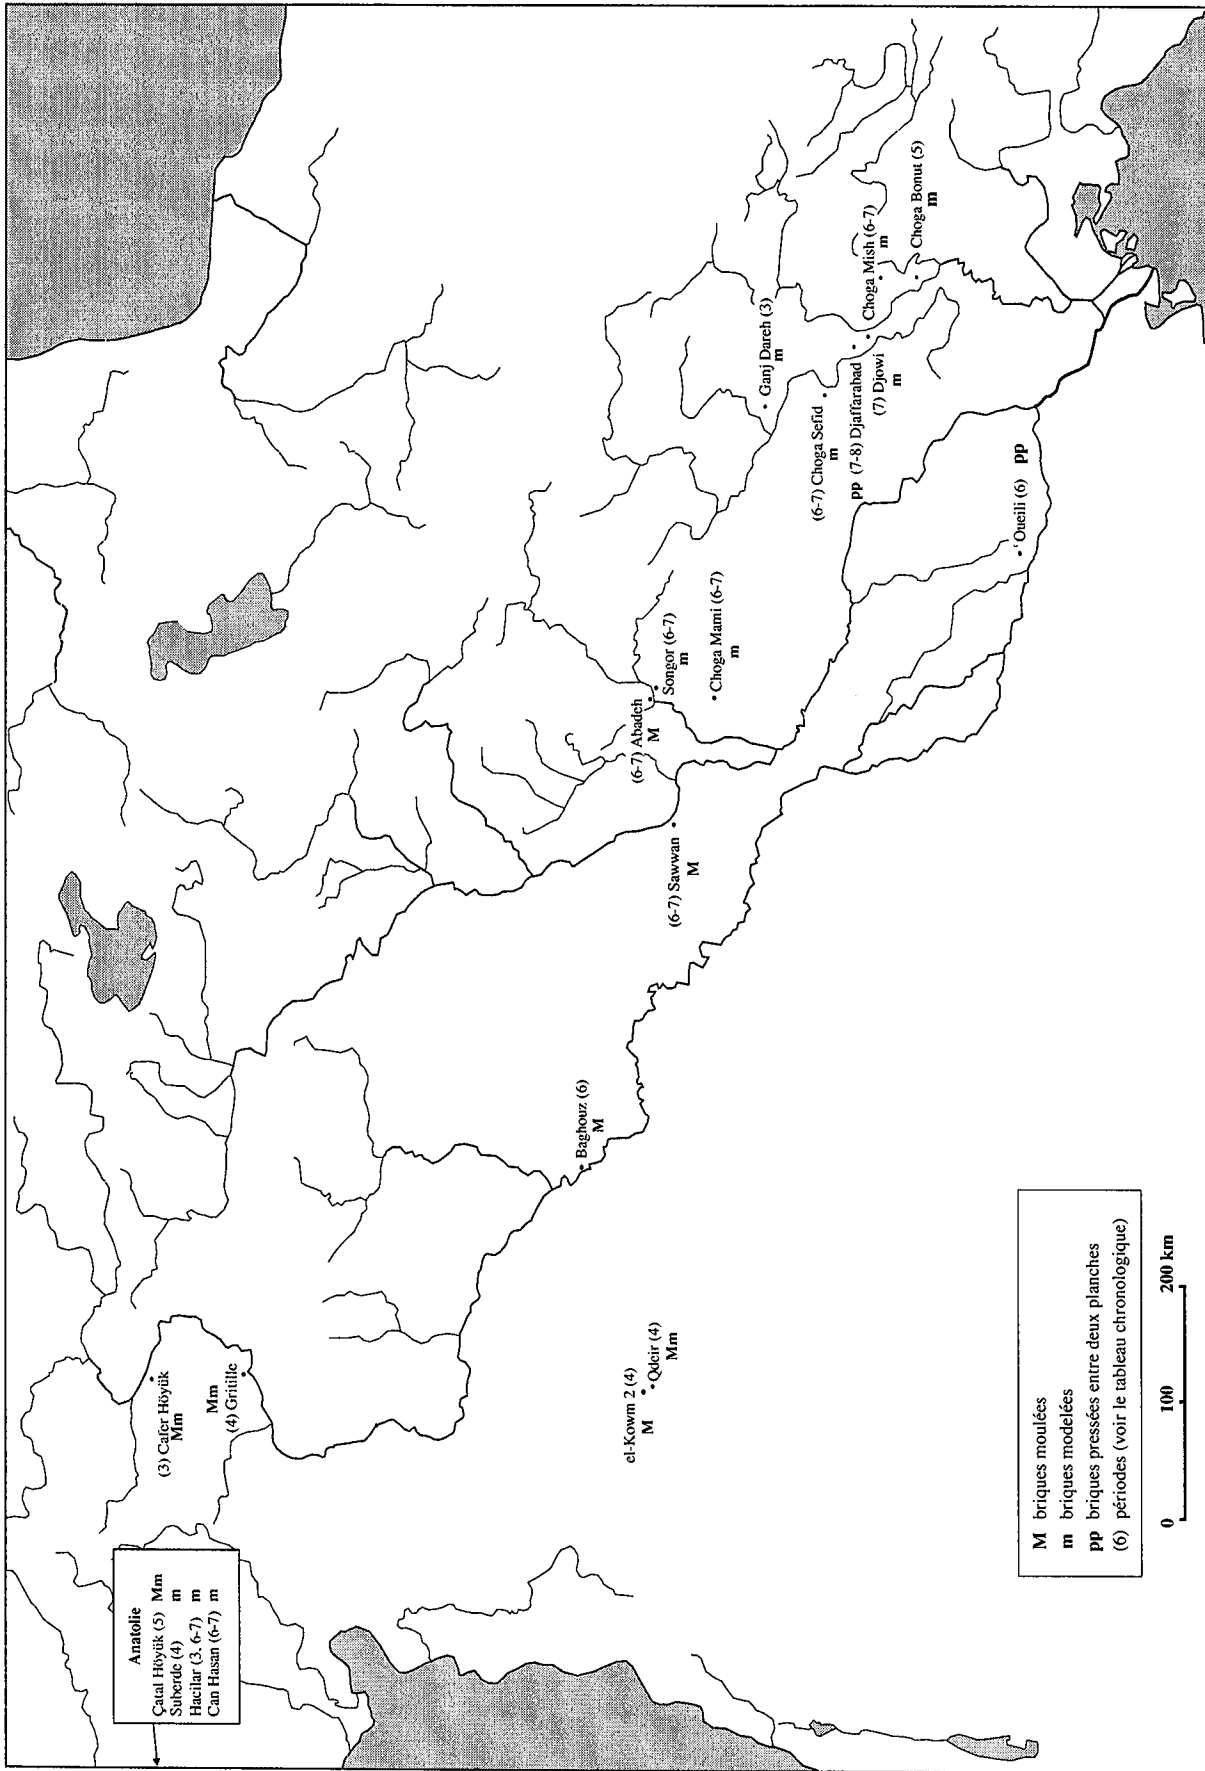 Anatolie
Çatal Höyük (5) Mm
Suberde (4) m
Hacilar (3, 6-7) m
Can Hasan (6-7) m
(3) Cafer Höyük
Mm
Mm
(4) Gritille
el-Kowm 2 (4)
M
Qdeir (4)
Mm
Baghouz (6)
M
(6-7) Sawwan
M
(6-7) Abadeh
M
Songor (6-7)
m
Choga Mami (6-7)
m
Ganj Dareh (3)
m
(6-7) Choga Sefid
m
pp (7-8) Djaffarabad
(7) Djowi
m
Choga Mish (6-7)
m
Choga Bonut (5)
m
'Oueili (6) pp
M briques moulées
m briques modelées
pp briques pressées entre deux planches
(6) périodes (voir le tableau chronologique)
0 100 200 km